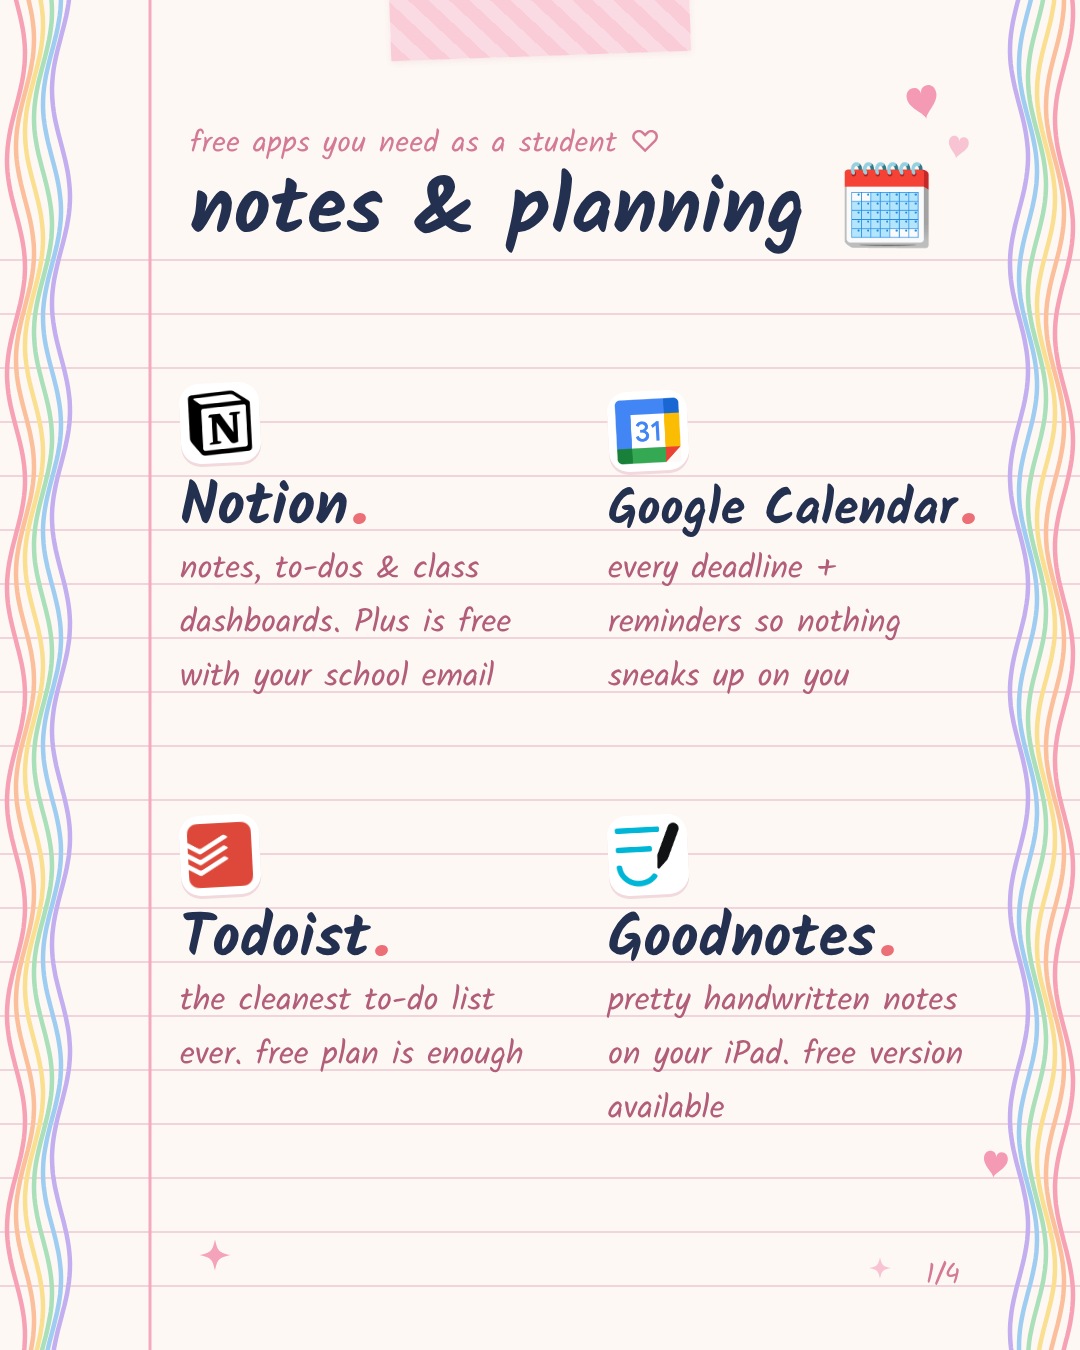 free apps you need as a student ♡
notes & planning
N
Notion.
notes, to-dos & class
dashboards. Plus is free
with your school email
31
Google Calendar.
every deadline +
reminders so nothing
sneaks up on you
Todoist.
the cleanest to-do list
ever. free plan is enough
Goodnotes.
pretty handwritten notes
on your iPad. free version
available
1/4